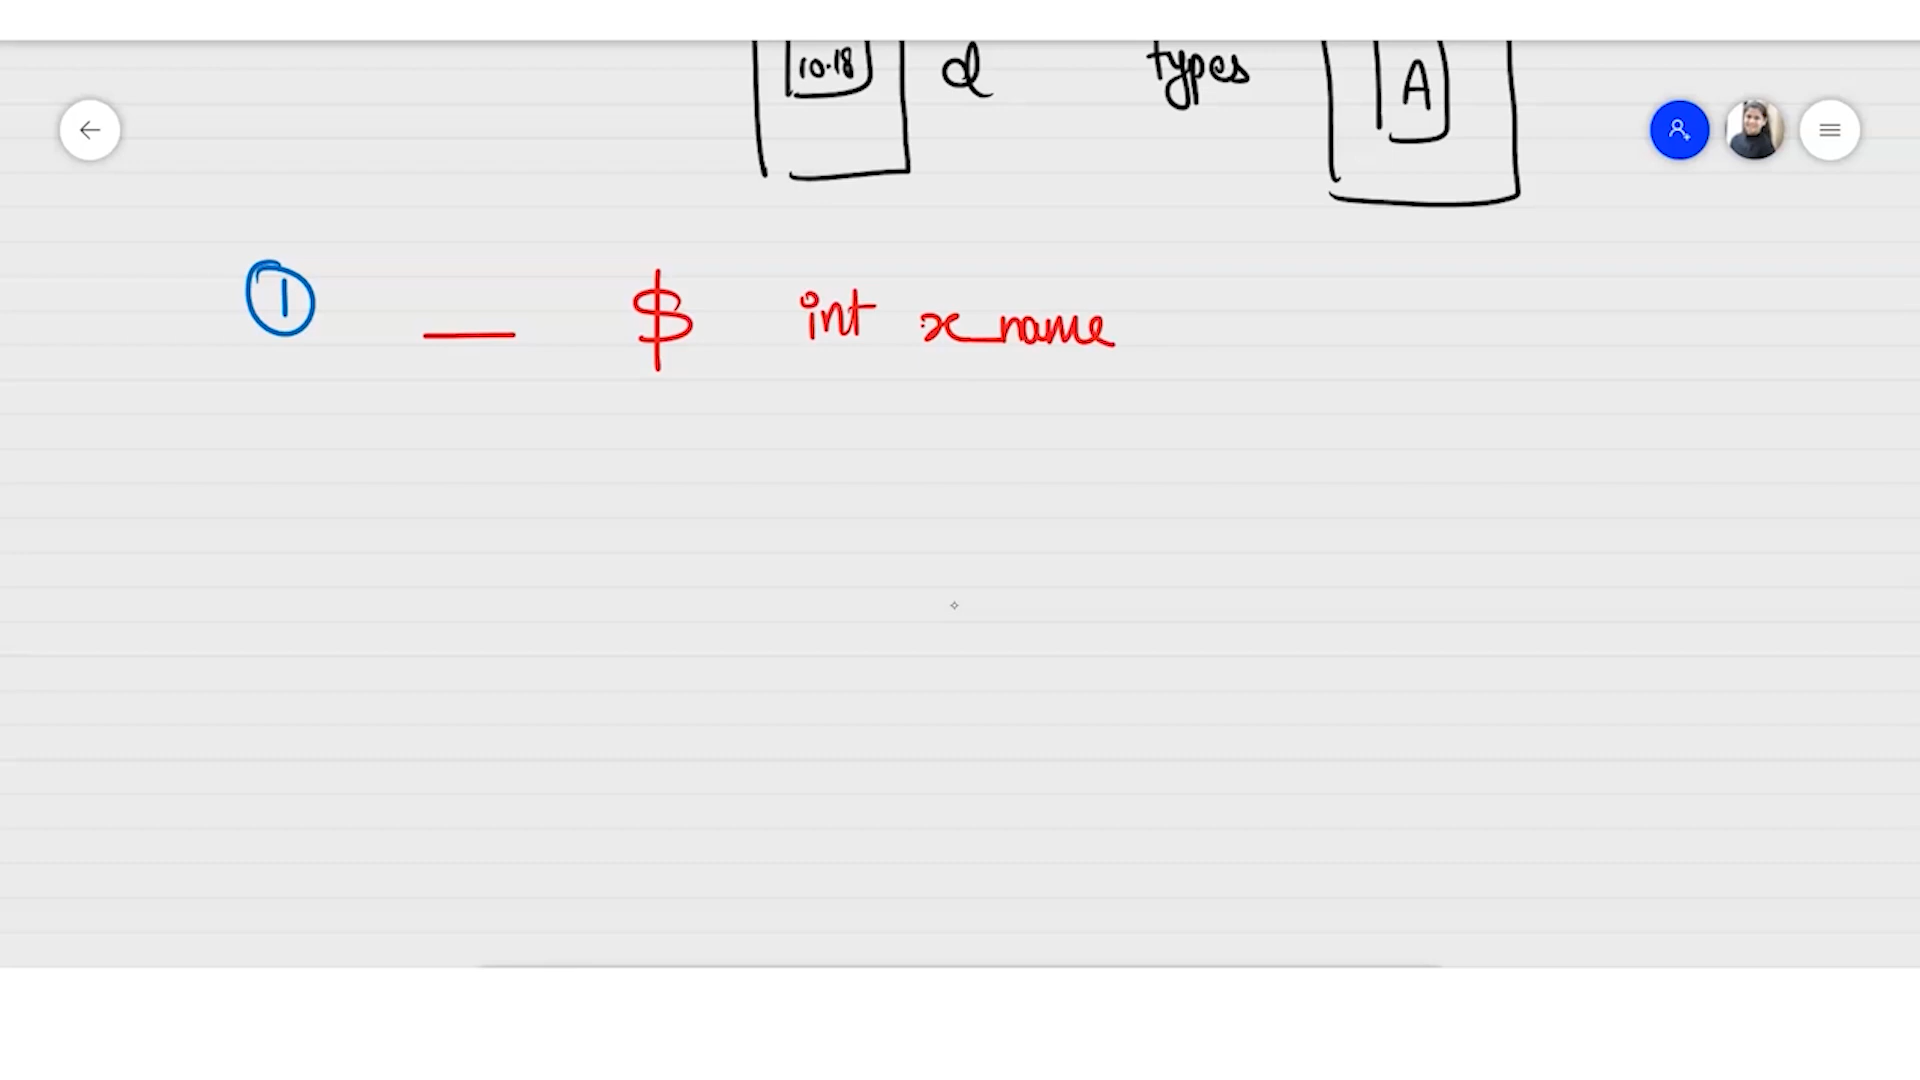 10.18 d types A
① _ $ int x_name